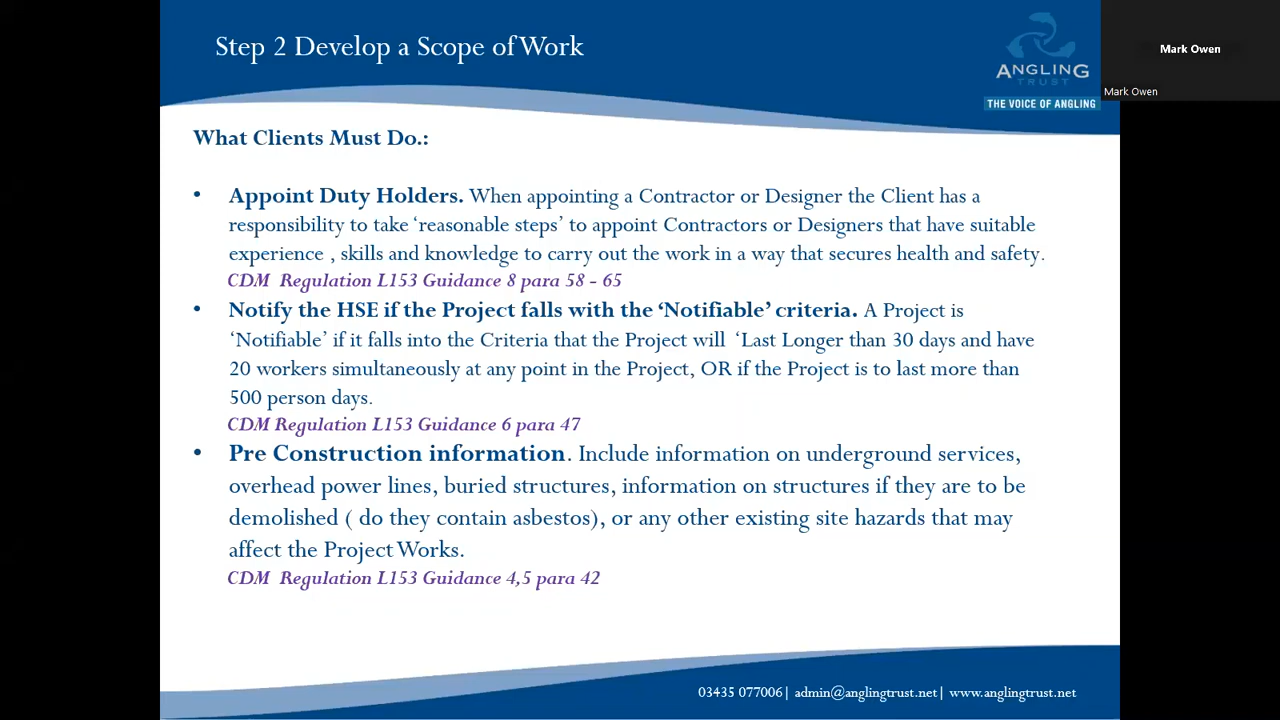 Step 2 Develop a Scope of Work
ANGLING
TRUST
THE VOICE OF ANGLING
Mark Owen
Mark Owen
What Clients Must Do.:
• Appoint Duty Holders. When appointing a Contractor or Designer the Client has a
responsibility to take ‘reasonable steps’ to appoint Contractors or Designers that have suitable
experience , skills and knowledge to carry out the work in a way that secures health and safety.
CDM Regulation L153 Guidance 8 para 58 - 65
• Notify the HSE if the Project falls with the ‘Notifiable’ criteria. A Project is
‘Notifiable’ if it falls into the Criteria that the Project will ‘Last Longer than 30 days and have
20 workers simultaneously at any point in the Project, OR if the Project is to last more than
500 person days.
CDM Regulation L153 Guidance 6 para 47
• Pre Construction information. Include information on underground services,
overhead power lines, buried structures, information on structures if they are to be
demolished ( do they contain asbestos), or any other existing site hazards that may
affect the Project Works.
CDM Regulation L153 Guidance 4,5 para 42
03435 077006| admin@anglingtrust.net| www.anglingtrust.net